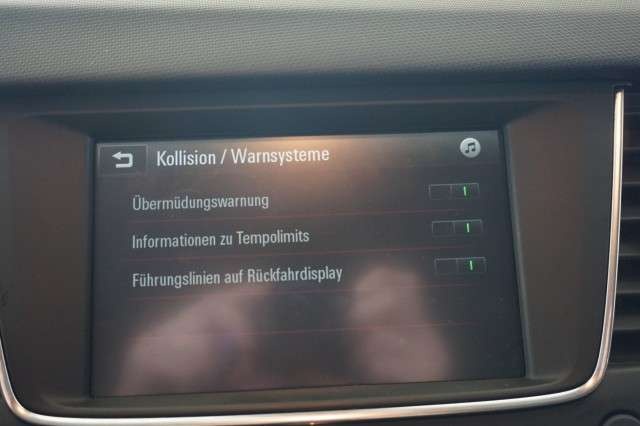 Kollision / Warnsysteme
Übermüdungswarnung
Informationen zu Tempolimits
Führungslinien auf Rückfahrdisplay